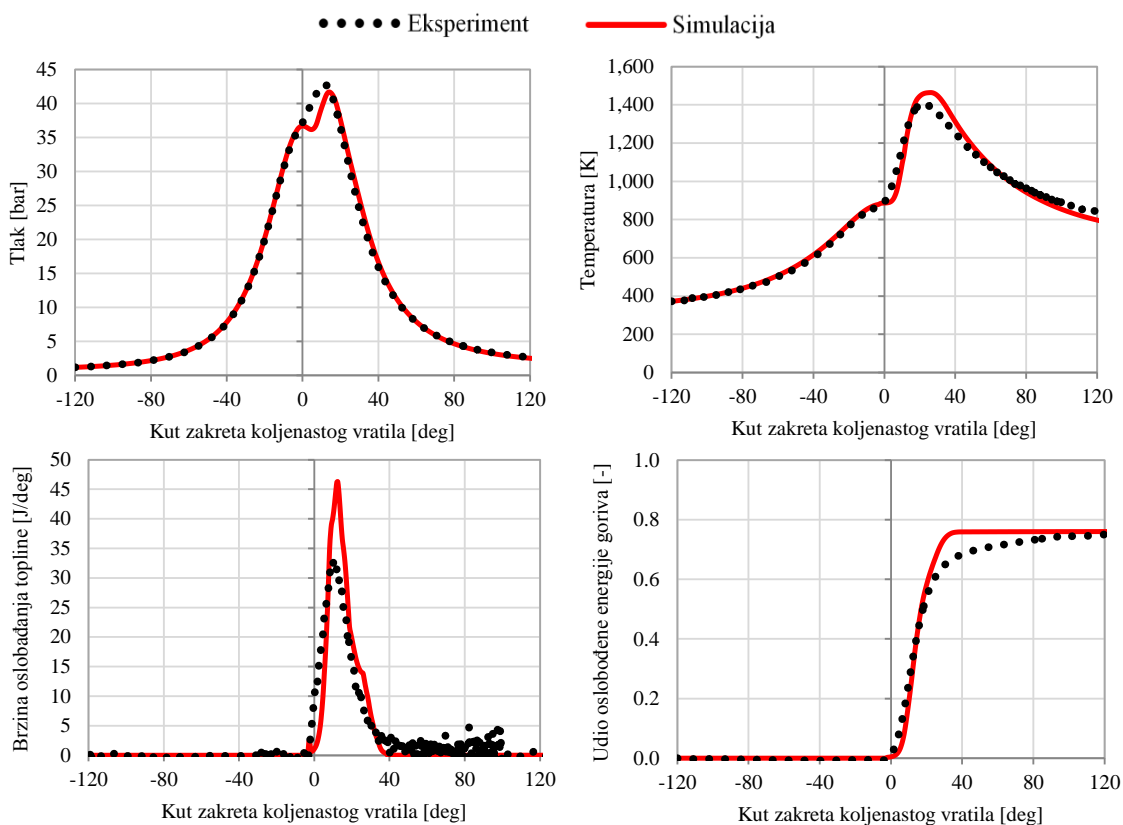 Eksperiment Simulacija
Tlak [bar]
45
40
35
30
25
20
15
10
5
0
-120 -80 -40 0 40 80 120
Kut zakreta koljenastog vratila [deg]
Temperatura [K]
1,600
1,400
1,200
1,000
800
600
400
200
0
-120 -80 -40 0 40 80 120
Kut zakreta koljenastog vratila [deg]
Brzina oslobađanja topline [J/deg]
50
45
40
35
30
25
20
15
10
5
0
-120 -80 -40 0 40 80 120
Kut zakreta koljenastog vratila [deg]
Udio oslobođene energije goriva [-]
1.0
0.8
0.6
0.4
0.2
0.0
-120 -80 -40 0 40 80 120
Kut zakreta koljenastog vratila [deg]